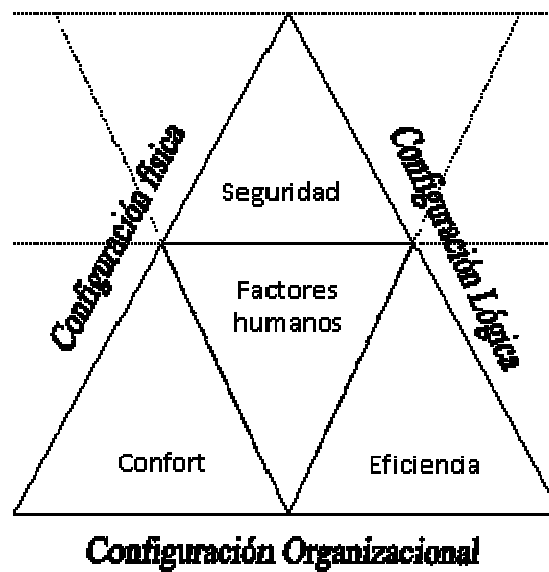 Configuración física
Configuración Lógica
Seguridad
Factores
humanos
Confort
Eficiencia
Configuración Organizacional